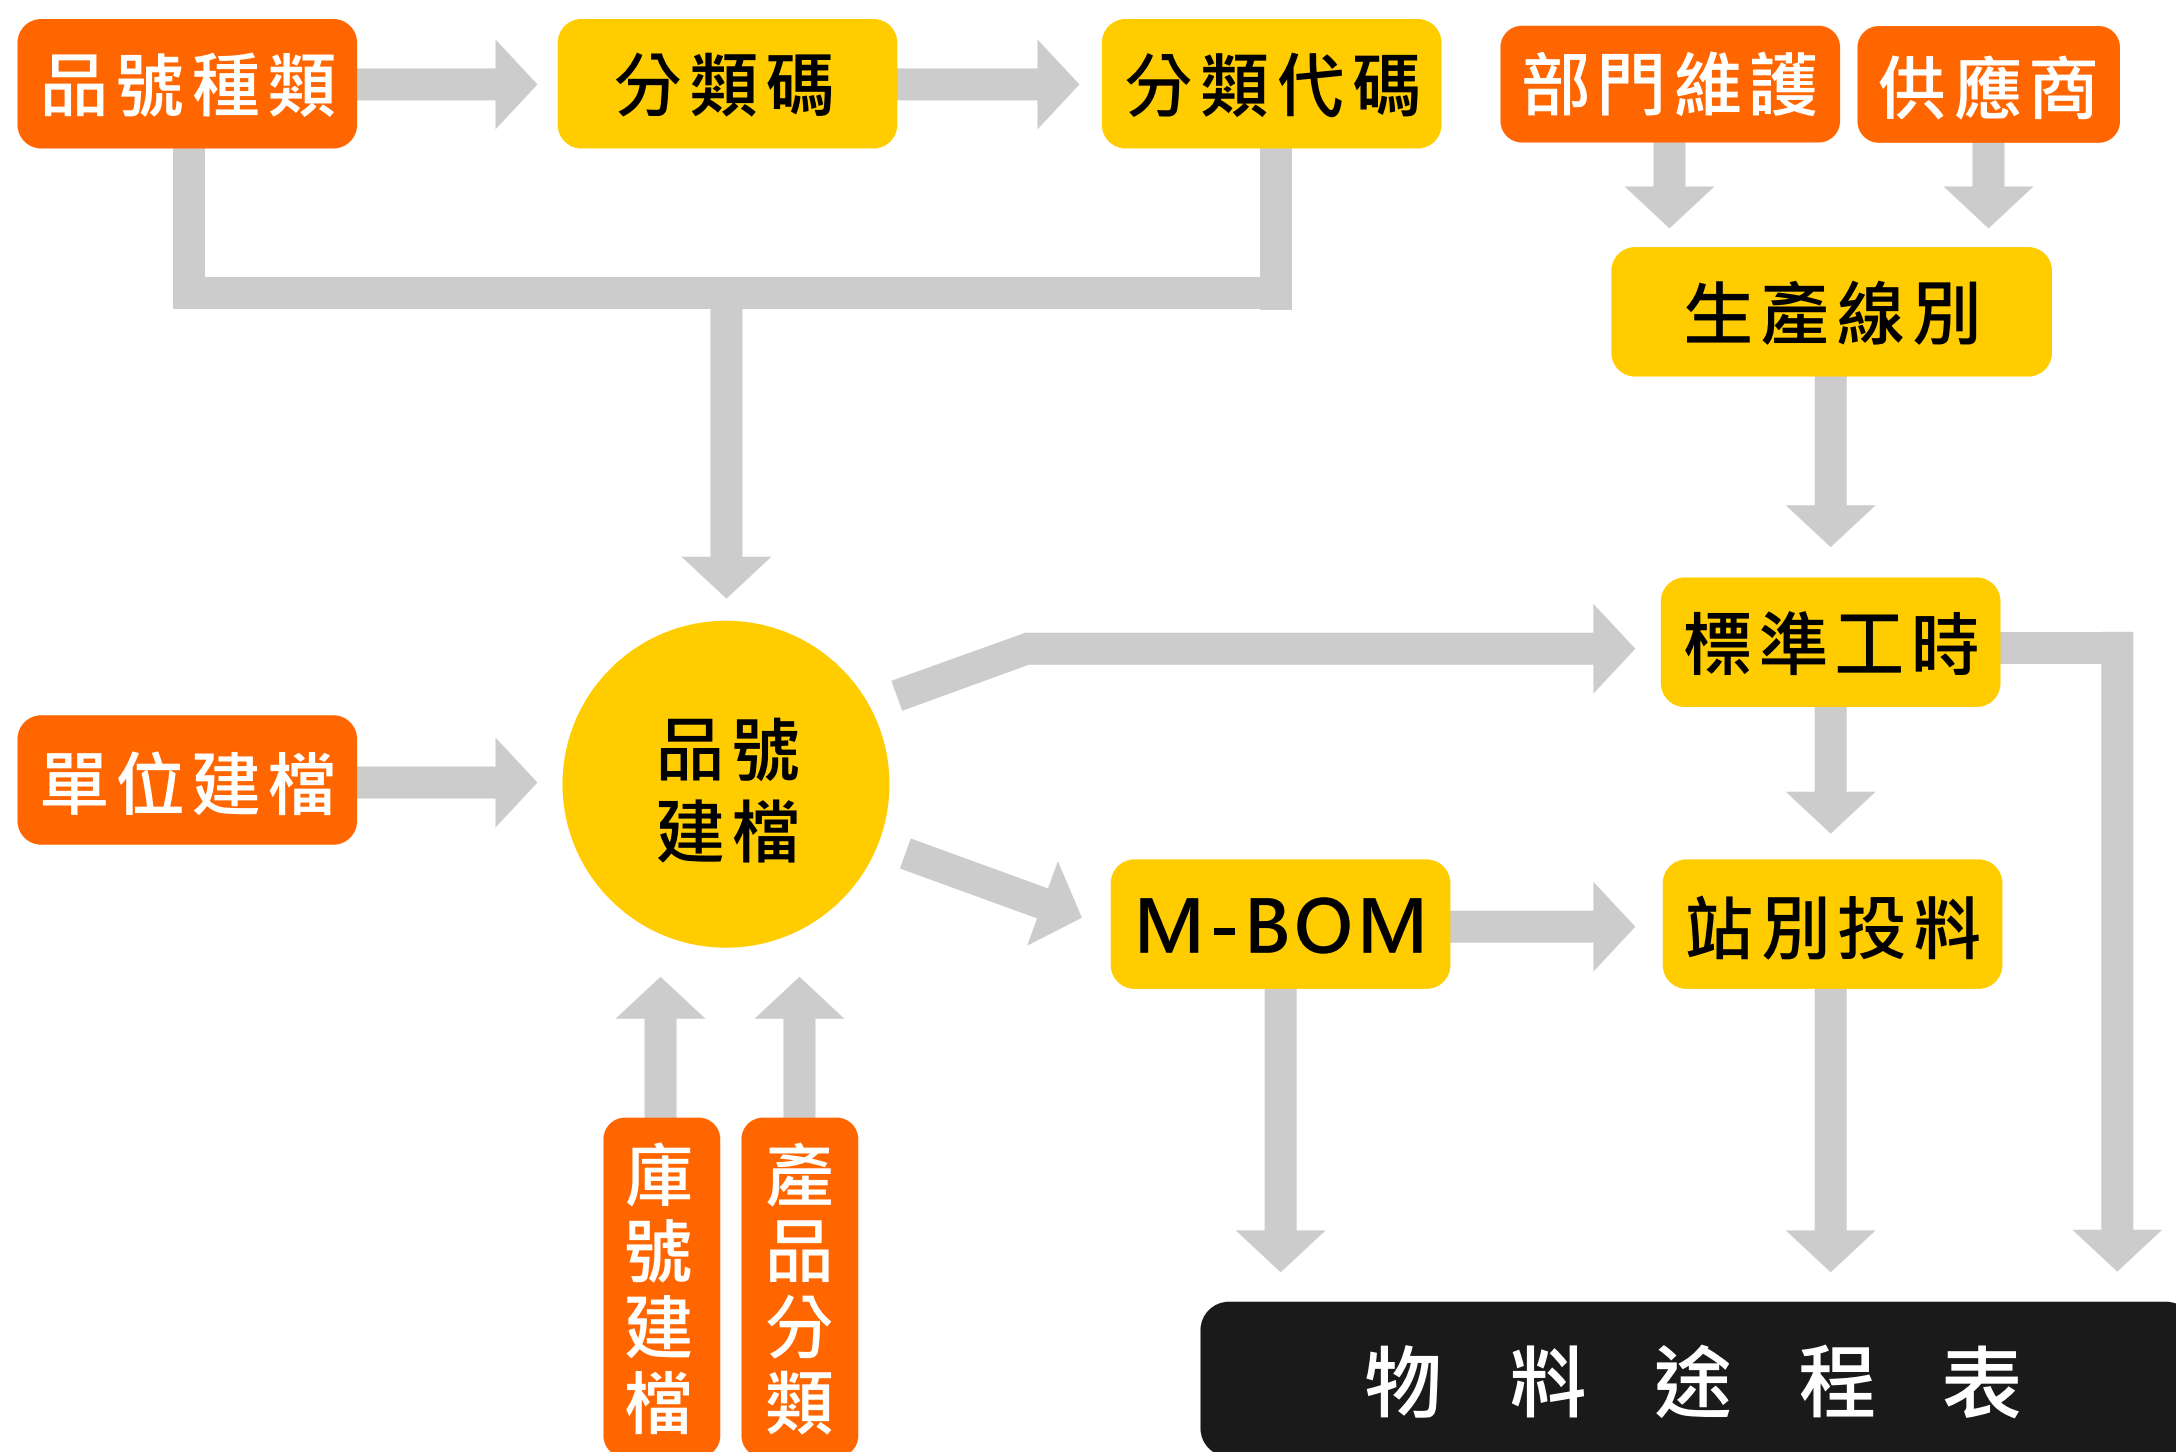 品號種類
分類碼
分類代碼
部門維護
供應商
生產線別
標準工時
單位建檔
品號
建檔
M-BOM
站別投料
庫號建檔
產品分類
物料途程表